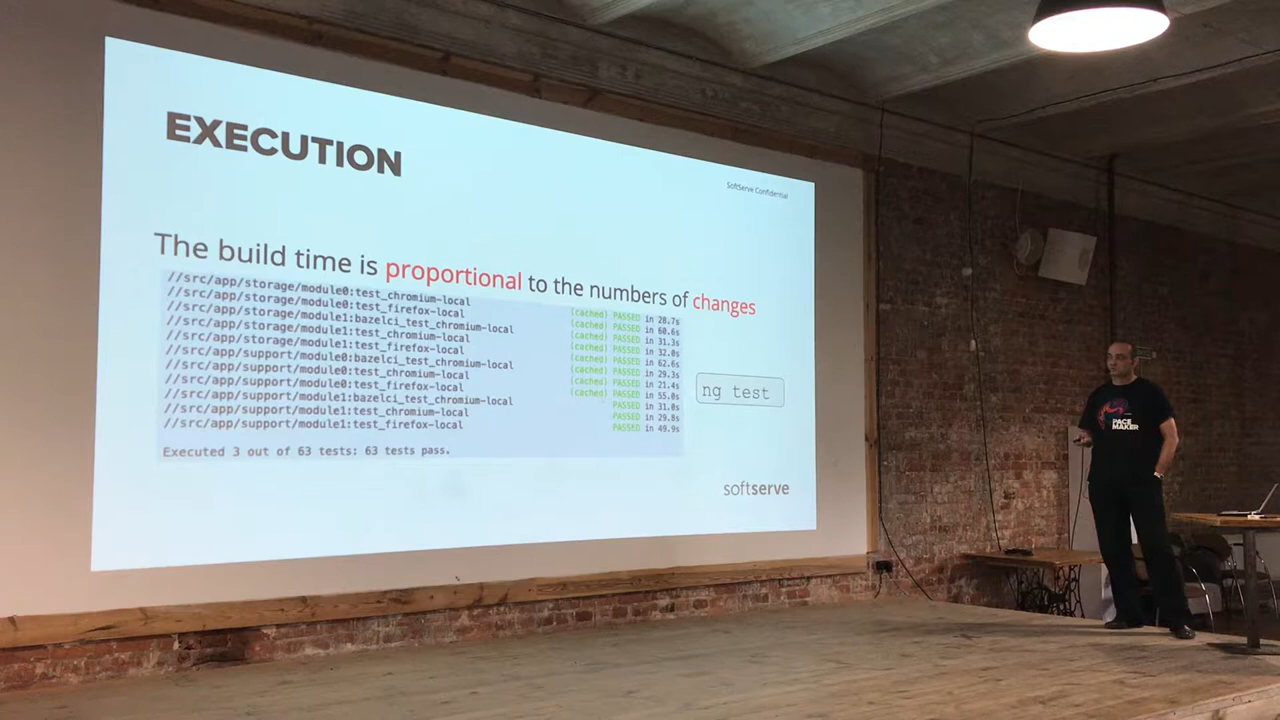 EXECUTION
SoftServe Confidential
The build time is proportional to the numbers of changes
//src/app/storage/module0:test_chromium-local (cached) PASSED in 28.7s
//src/app/storage/module0:test_firefox-local (cached) PASSED in 60.6s
//src/app/storage/module1:bazelci_test_chromium-local (cached) PASSED in 31.3s
//src/app/storage/module1:test_chromium-local (cached) PASSED in 32.0s
//src/app/storage/module1:test_firefox-local (cached) PASSED in 62.6s
//src/app/support/module0:bazelci_test_chromium-local (cached) PASSED in 29.3s
//src/app/support/module0:test_chromium-local (cached) PASSED in 21.4s
//src/app/support/module0:test_firefox-local (cached) PASSED in 55.0s
//src/app/support/module1:bazelci_test_chromium-local PASSED in 31.0s
//src/app/support/module1:test_chromium-local PASSED in 29.8s
//src/app/support/module1:test_firefox-local PASSED in 49.9s
Executed 3 out of 63 tests: 63 tests pass.
ng test
softserve
PACE
MAKER